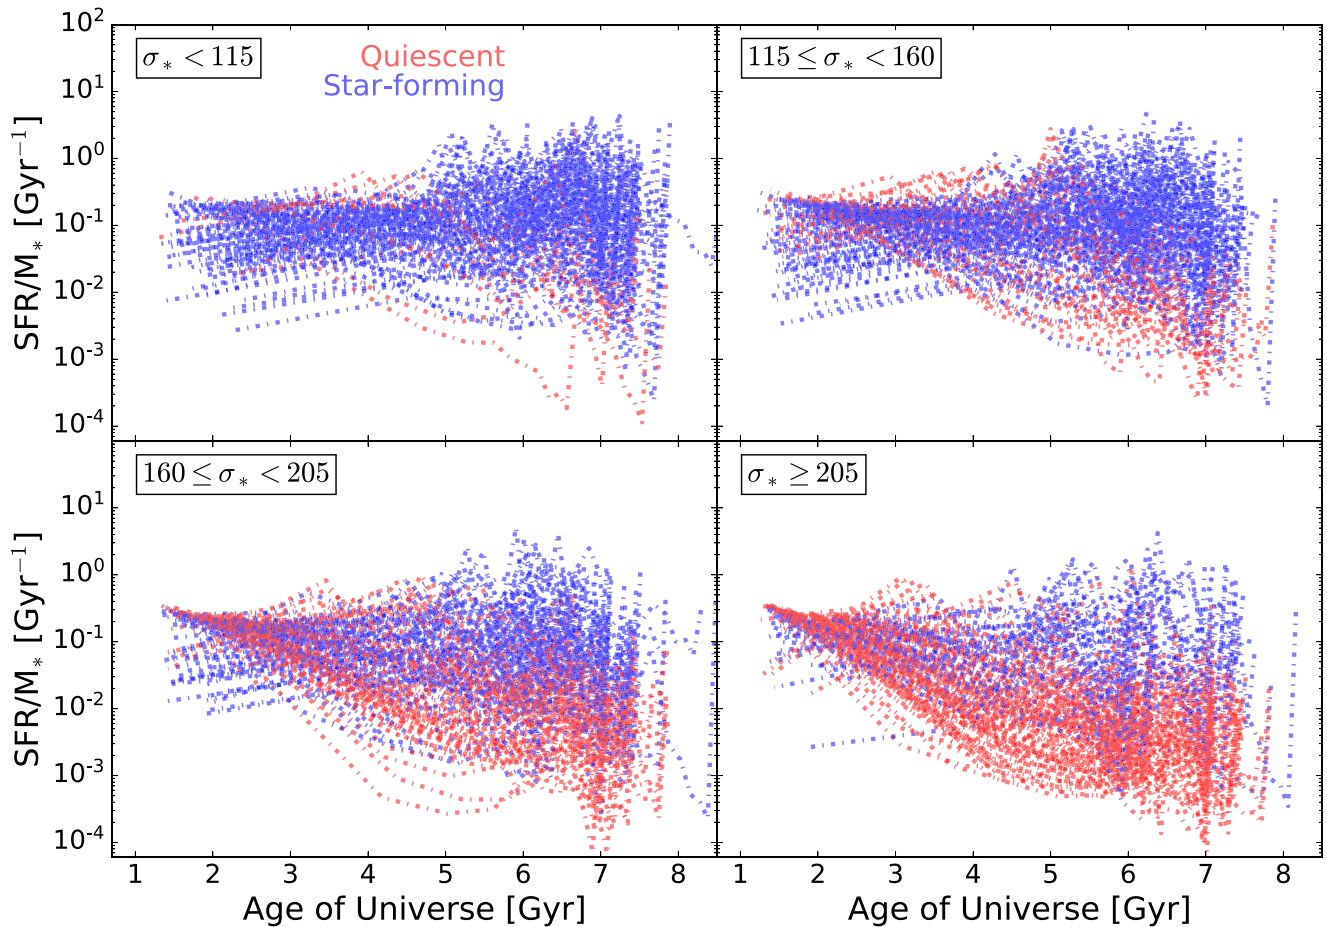 10²
10¹
10⁰
10⁻¹
10⁻²
10⁻³
10⁻⁴
SFR/M∗ [Gyr⁻¹]
σ∗ < 115
Quiescent
Star-forming
115 ≤ σ∗ < 160
10¹
10⁰
10⁻¹
10⁻²
10⁻³
10⁻⁴
SFR/M∗ [Gyr⁻¹]
160 ≤ σ∗ < 205
σ∗ ≥ 205
1 2 3 4 5 6 7 8
1 2 3 4 5 6 7 8
Age of Universe [Gyr]
Age of Universe [Gyr]